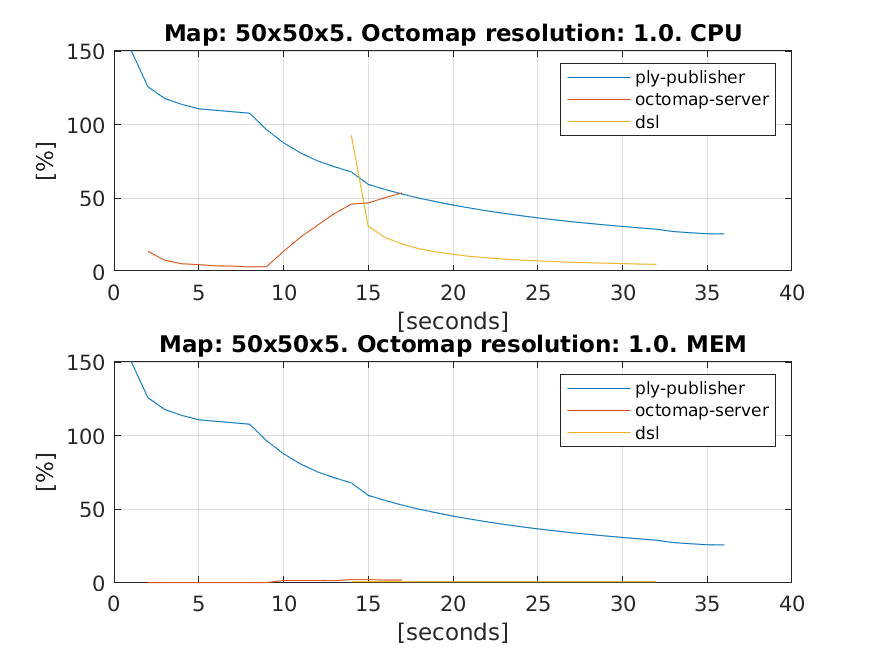 Map: 50x50x5. Octomap resolution: 1.0. CPU
150
100
50
0
[%]
ply-publisher
octomap-server
dsl
0 5 10 15 20 25 30 35 40
[seconds]
Map: 50x50x5. Octomap resolution: 1.0. MEM
150
100
50
0
[%]
ply-publisher
octomap-server
dsl
0 5 10 15 20 25 30 35 40
[seconds]